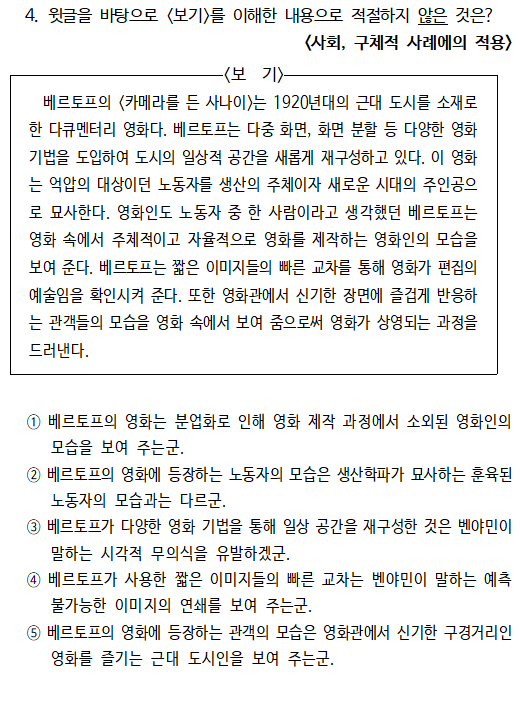 4. 윗글을 바탕으로 <보기>를 이해한 내용으로 적절하지 않은 것은?
<사회, 구체적 사례에의 적용>
<보 기>
베르토프의 <카메라를 든 사나이>는 1920년대의 근대 도시를 소재로
한 다큐멘터리 영화다. 베르토프는 다중 화면, 화면 분할 등 다양한 영화
기법을 도입하여 도시의 일상적 공간을 새롭게 재구성하고 있다. 이 영화
는 억압의 대상이던 노동자를 생산의 주체이자 새로운 시대의 주인공으
로 묘사한다. 영화인도 노동자 중 한 사람이라고 생각했던 베르토프는
영화 속에서 주체적이고 자율적으로 영화를 제작하는 영화인의 모습을
보여 준다. 베르토프는 짧은 이미지들의 빠른 교차를 통해 영화가 편집의
예술임을 확인시켜 준다. 또한 영화관에서 신기한 장면에 즐겁게 반응하
는 관객들의 모습을 영화 속에서 보여 줌으로써 영화가 상영되는 과정을
드러낸다.
① 베르토프의 영화는 분업화로 인해 영화 제작 과정에서 소외된 영화인의
모습을 보여 주는군.
② 베르토프의 영화에 등장하는 노동자의 모습은 생산학파가 묘사하는 훈육된
노동자의 모습과는 다르군.
③ 베르토프가 다양한 영화 기법을 통해 일상 공간을 재구성한 것은 벤야민이
말하는 시각적 무의식을 유발하겠군.
④ 베르토프가 사용한 짧은 이미지들의 빠른 교차는 벤야민이 말하는 예측
불가능한 이미지의 연쇄를 보여 주는군.
⑤ 베르토프의 영화에 등장하는 관객의 모습은 영화관에서 신기한 구경거리인
영화를 즐기는 근대 도시인을 보여 주는군.